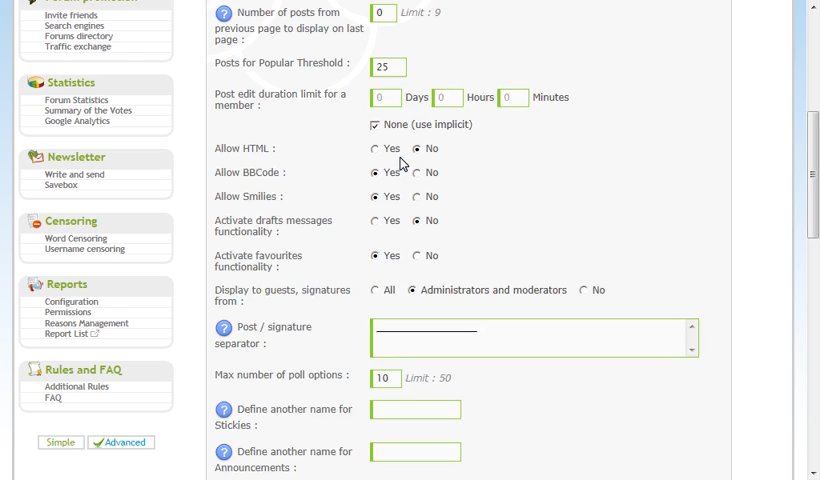 Forum promotion
Invite friends
Search engines
Forums directory
Traffic exchange
Statistics
Forum Statistics
Summary of the Votes
Google Analytics
Newsletter
Write and send
Savebox
Censoring
Word Censoring
Username censoring
Reports
Configuration
Permissions
Reasons Management
Report List
Rules and FAQ
Additional Rules
FAQ
Simple Advanced
? Number of posts from previous page to display on last page : 0 Limit : 9
Posts for Popular Threshold : 25
Post edit duration limit for a member : 0 Days 0 Hours 0 Minutes
None (use implicit)
Allow HTML : Yes No
Allow BBCode : Yes No
Allow Smilies : Yes No
Activate drafts messages functionality : Yes No
Activate favourites functionality : Yes No
Display to guests, signatures from : All Administrators and moderators No
? Post / signature separator :
Max number of poll options : 10 Limit : 50
? Define another name for Stickies :
? Define another name for Announcements :